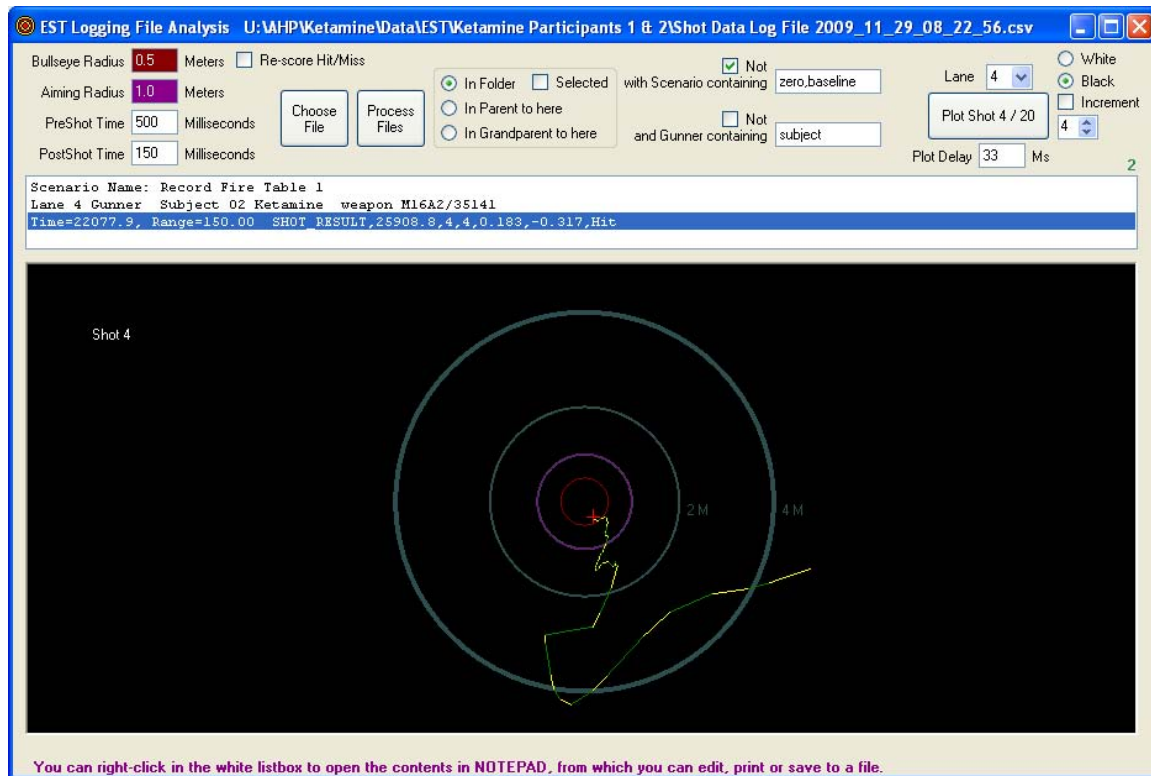 EST Logging File Analysis U:\AHP\Ketamine\Data\EST\Ketamine Participants 1 & 2\Shot Data Log File 2009_11_29_08_22_56.csv
Bullseye Radius 0.5 Meters Re-score Hit/Miss
Aiming Radius 1.0 Meters
PreShot Time 500 Milliseconds
PostShot Time 150 Milliseconds
Choose File
Process Files
In Folder Selected
In Parent to here
In Grandparent to here
Not
with Scenario containing zero,baseline
Not
and Gunner containing subject
Lane 4
Plot Shot 4 / 20
Plot Delay 33 Ms
White
Black
Increment
4
2
Scenario Name: Record Fire Table 1
Lane 4 Gunner Subject 02 Ketamine weapon M16A2/35141
Time=22077.9, Range=150.00 SHOT_RESULT,25908.8,4,4,0.183,-0.317,Hit
Shot 4
2 M
4 M
You can right-click in the white listbox to open the contents in NOTEPAD, from which you can edit, print or save to a file.